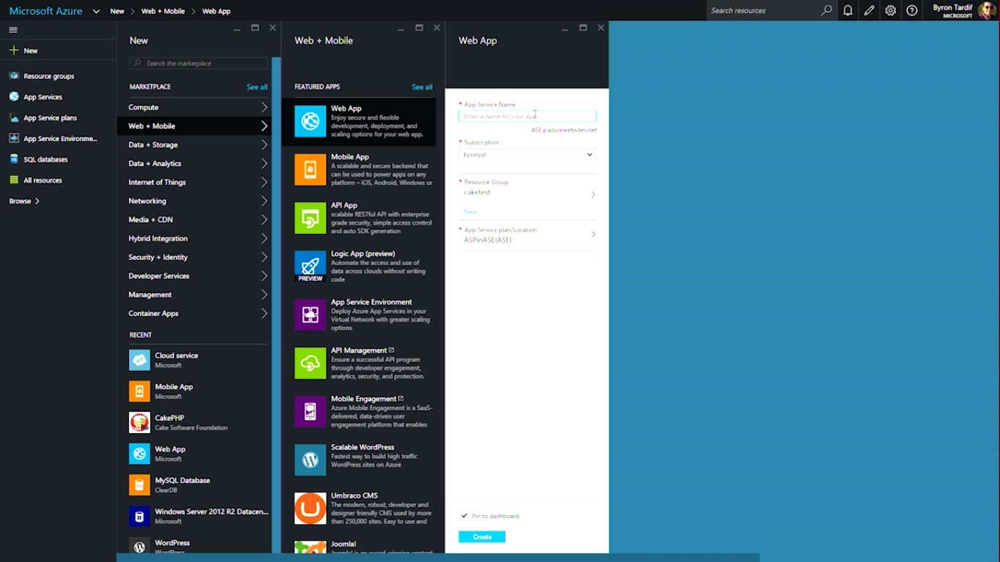 Microsoft Azure
New
Web + Mobile
Web App
Search resources
Byron Tardif
MICROSOFT
New
Resource groups
App Services
App Service plans
App Service Environme...
SQL databases
All resources
Browse
New
Search the marketplace
MARKETPLACE
See all
Compute
Web + Mobile
Data + Storage
Data + Analytics
Internet of Things
Networking
Media + CDN
Hybrid Integration
Security + Identity
Developer Services
Management
Container Apps
RECENT
Cloud service
Microsoft
Mobile App
Microsoft
CakePHP
Cake Software Foundation
Web App
Microsoft
MySQL Database
ClearDB
Windows Server 2012 R2 Datacen...
Microsoft
WordPress
WordPress
Web + Mobile
FEATURED APPS
See all
Web App
Enjoy secure and flexible
development, deployment, and
scaling options for your web app.
Mobile App
A scalable and secure backend that
can be used to power apps on any
platform – iOS, Android, Windows or
API App
scalable RESTful API with enterprise
grade security, simple access control
and auto SDK generation
PREVIEW
Logic App (preview)
Automate the access and use of
data across clouds without writing
code
App Service Environment
Deploy Azure App Services in your
Virtual Network with greater scaling
options
API Management
Ensure a successful API program
through developer engagement,
analytics, security, and protection.
Mobile Engagement
Azure Mobile Engagement is a SaaS-
delivered, data-driven user
engagement platform that enables
Scalable WordPress
Fastest way to build high traffic
WordPress sites on Azure
Umbraco CMS
The modern, robust, developer and
designer friendly CMS used by more
than 250,000 sites. Easy to use and
Joomla!
Web App
* App Service Name
Enter a name for your App
.ASE.p.azurewebsites.net
* Subscription
byvinyal
* Resource Group
caketest
New
* App Service plan/Location
ASPinASE(ASE)
Pin to dashboard
Create